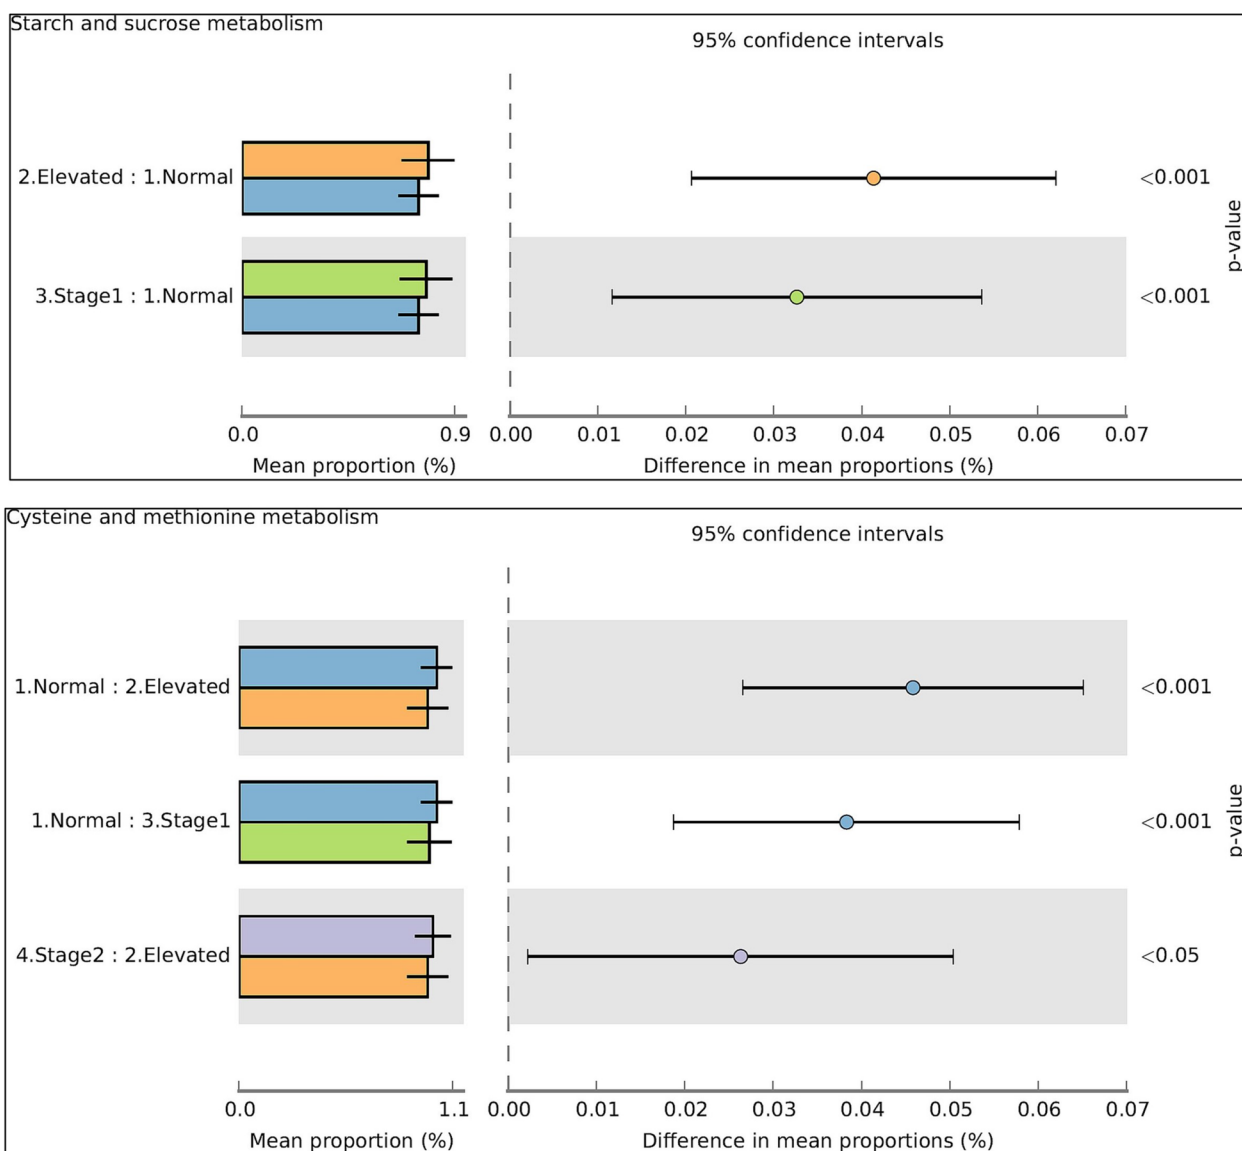 Starch and sucrose metabolism
95% confidence intervals
2.Elevated : 1.Normal
<0.001
3.Stage1 : 1.Normal
<0.001
p-value
0.0 0.9 0.00 0.01 0.02 0.03 0.04 0.05 0.06 0.07
Mean proportion (%) Difference in mean proportions (%)
Cysteine and methionine metabolism
95% confidence intervals
1.Normal : 2.Elevated
<0.001
1.Normal : 3.Stage1
<0.001
4.Stage2 : 2.Elevated
<0.05
p-value
0.0 1.1 0.00 0.01 0.02 0.03 0.04 0.05 0.06 0.07
Mean proportion (%) Difference in mean proportions (%)